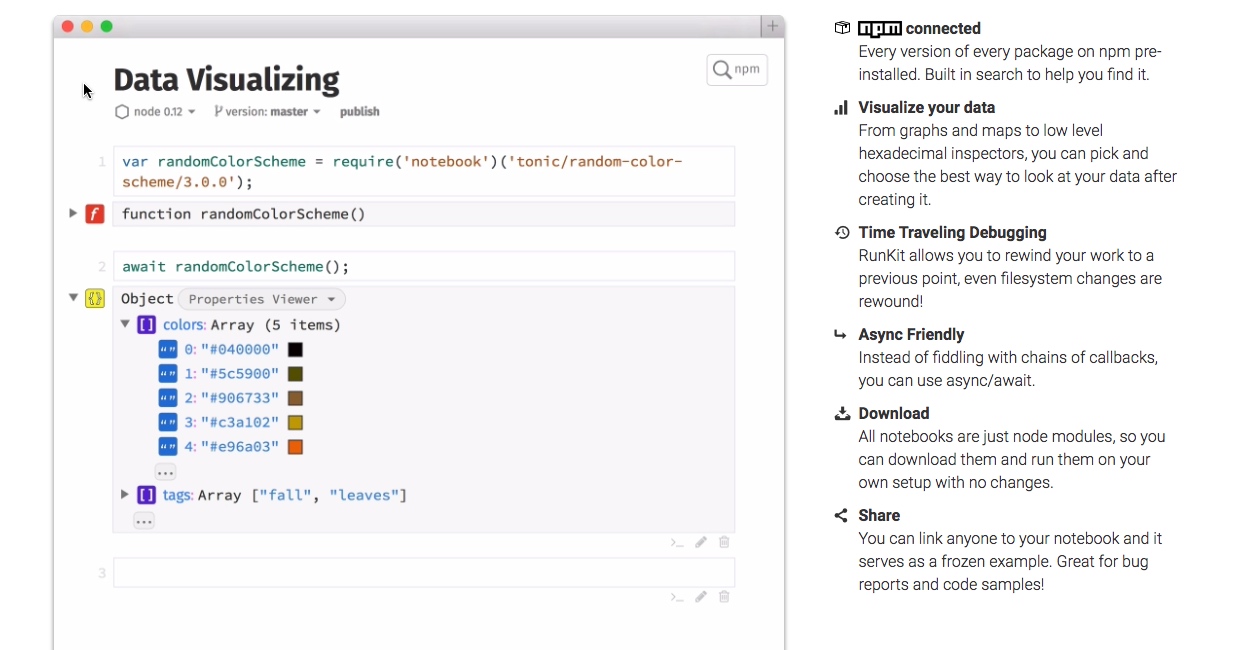 Data Visualizing
npm
node 0.12 version: master publish
1 var randomColorScheme = require('notebook')('tonic/random-color-
scheme/3.0.0');
f function randomColorScheme()
2 await randomColorScheme();
{} Object Properties Viewer
[] colors: Array (5 items)
“” 0: "#040000"
“” 1: "#5c5900"
“” 2: "#906733"
“” 3: "#c3a102"
“” 4: "#e96a03"
...
[] tags: Array ["fall", "leaves"]
...
>_
3
>_
npm connected
Every version of every package on npm pre-
installed. Built in search to help you find it.
Visualize your data
From graphs and maps to low level
hexadecimal inspectors, you can pick and
choose the best way to look at your data after
creating it.
Time Traveling Debugging
RunKit allows you to rewind your work to a
previous point, even filesystem changes are
rewound!
Async Friendly
Instead of fiddling with chains of callbacks,
you can use async/await.
Download
All notebooks are just node modules, so you
can download them and run them on your
own setup with no changes.
Share
You can link anyone to your notebook and it
serves as a frozen example. Great for bug
reports and code samples!